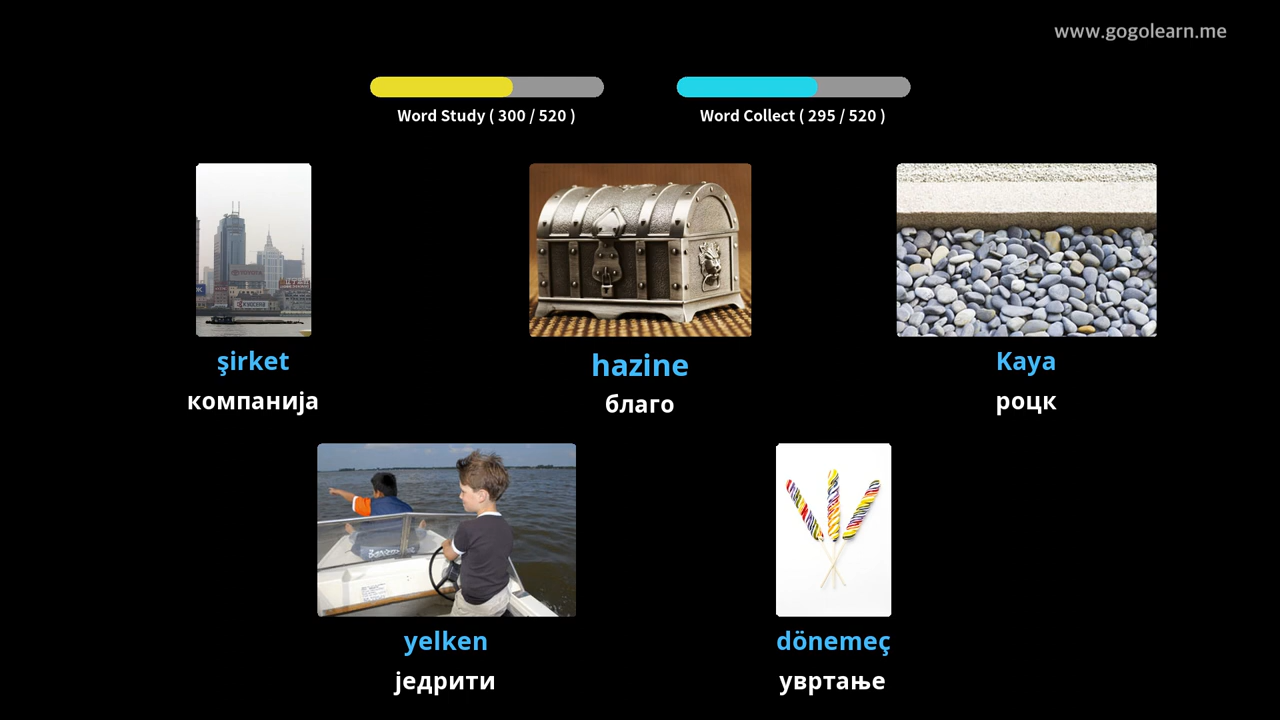 www.gogolearn.me
Word Study ( 300 / 520 )
Word Collect ( 295 / 520 )
TOYOTA
şirket
компанија
hazine
благо
Kaya
роцк
yelken
једрити
dönemeç
увртање